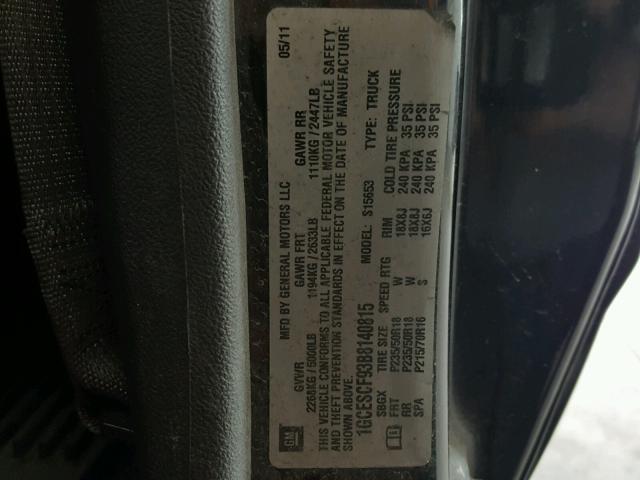 MFD BY GENERAL MOTORS LLC 05/11
GVWR GAWR FRT GAWR RR
2268KG / 5000LB 1194KG / 2633LB 1110KG / 2447LB
THIS VEHICLE CONFORMS TO ALL APPLICABLE FEDERAL MOTOR VEHICLE SAFETY
AND THEFT PREVENTION STANDARDS IN EFFECT ON THE DATE OF MANUFACTURE
SHOWN ABOVE.
1GCESCF93B8140815 MODEL: S15653 TYPE: TRUCK
SBGX TIRE SIZE SPEED RTG RIM COLD TIRE PRESSURE
FRT P235/50R18 W 18X8J 240 KPA 35 PSI
RR P235/50R18 W 18X8J 240 KPA 35 PSI
SPA P215/70R16 S 16X6J 240 KPA 35 PSI
GM